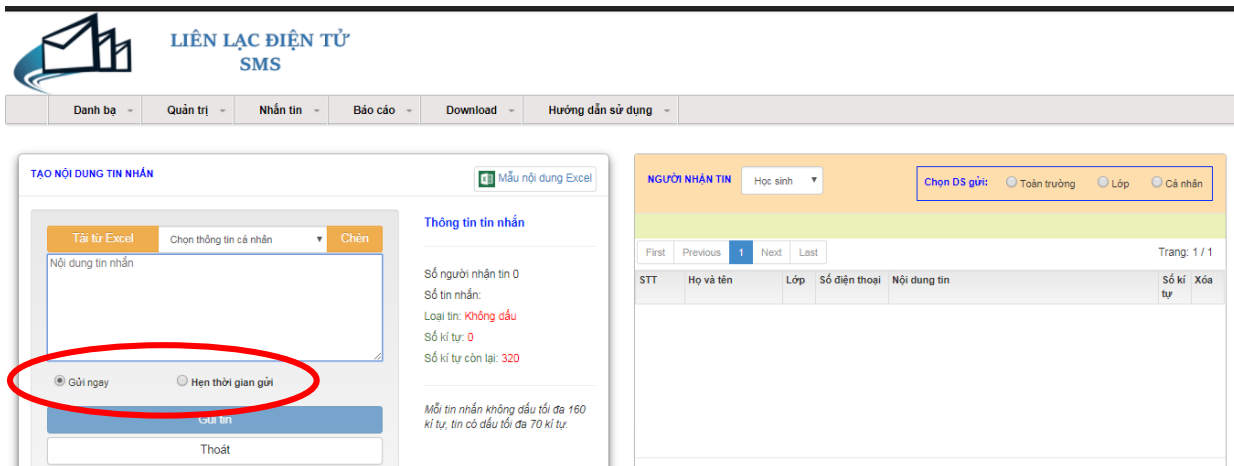 LIÊN LẠC ĐIỆN TỬ
SMS
Danh bạ Quản trị Nhắn tin Báo cáo Download Hướng dẫn sử dụng
TẠO NỘI DUNG TIN NHẮN
Mẫu nội dung Excel
Tải từ Excel Chọn thông tin cá nhân Chèn
Nội dung tin nhắn
Gửi ngay Hẹn thời gian gửi
Gửi tin
Thoát
Thông tin tin nhắn
Số người nhận tin 0
Số tin nhắn:
Loại tin: Không dấu
Số kí tự: 0
Số kí tự còn lại: 320
Mỗi tin nhắn không dấu tối đa 160
kí tự, tin có dấu tối đa 70 kí tự.
NGƯỜI NHẬN TIN Học sinh Chọn DS gửi: Toàn trường Lớp Cá nhân
First Previous 1 Next Last Trang: 1 / 1
STT Họ và tên Lớp Số điện thoại Nội dung tin Số kí Xóa
tự